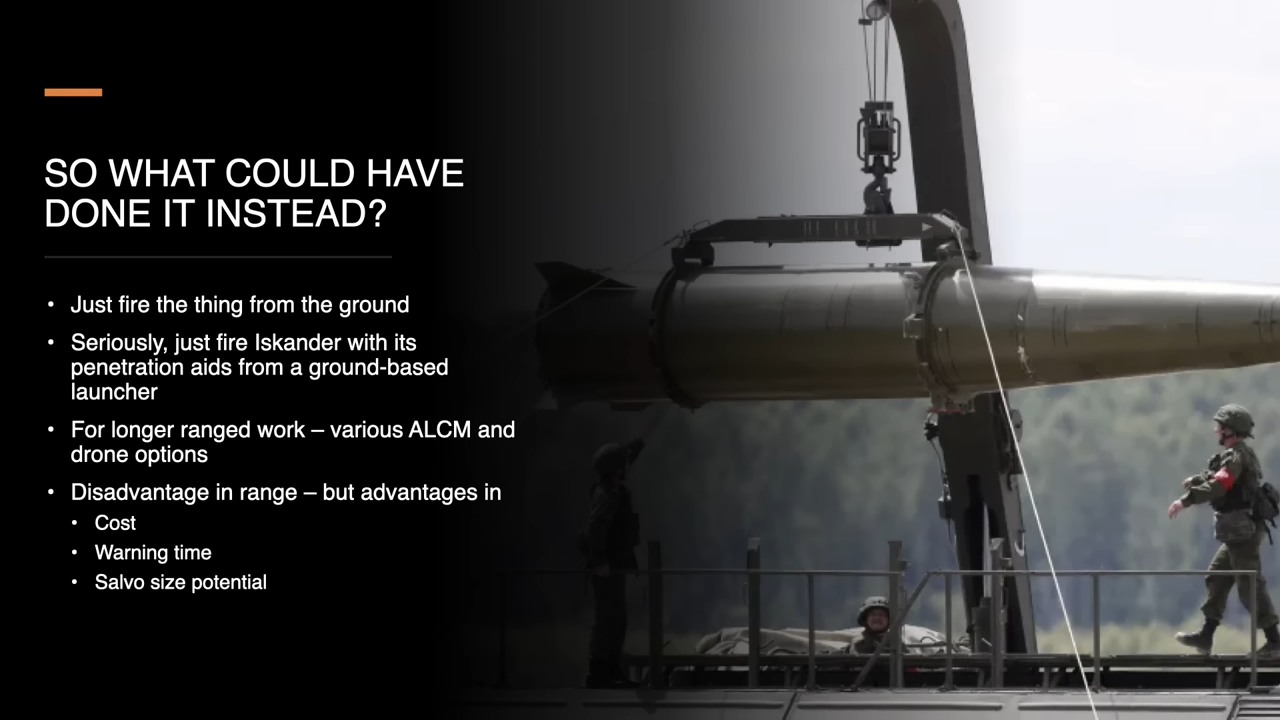 SO WHAT COULD HAVE
DONE IT INSTEAD?
• Just fire the thing from the ground
• Seriously, just fire Iskander with its
penetration aids from a ground-based
launcher
• For longer ranged work – various ALCM and
drone options
• Disadvantage in range – but advantages in
• Cost
• Warning time
• Salvo size potential